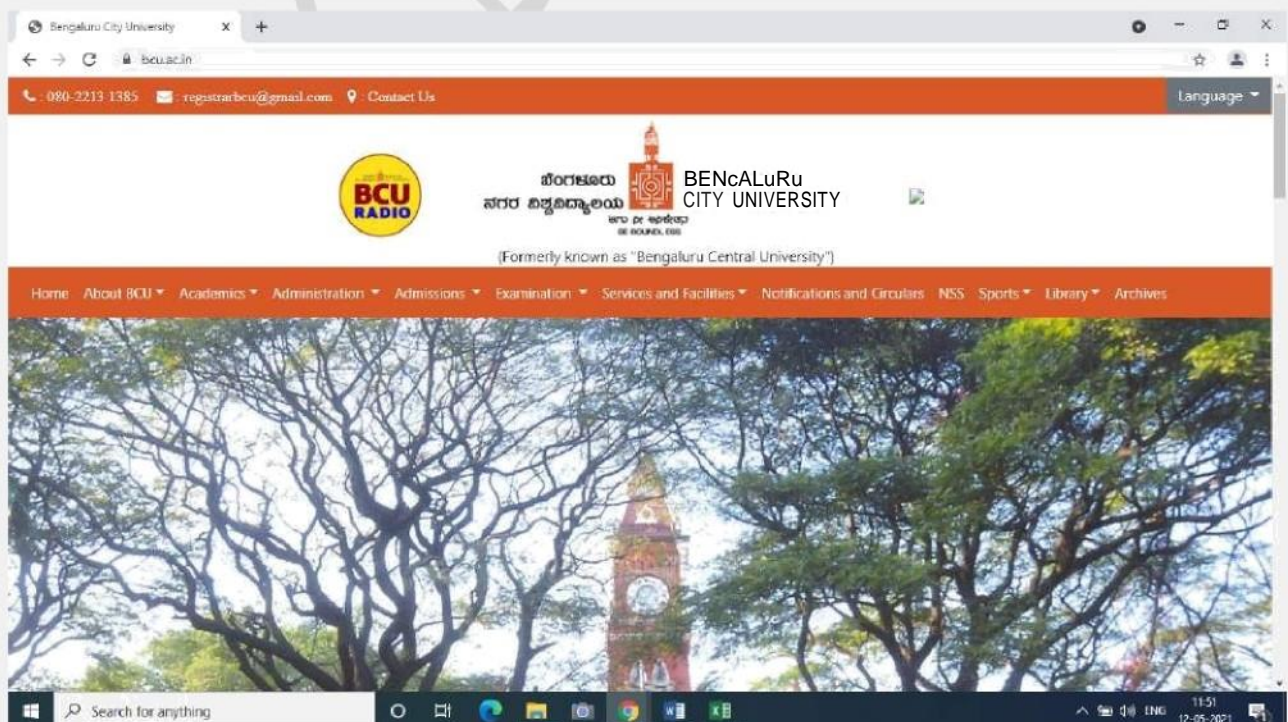 Bengaluru City University
bcu.ac.in
: 080-2213 1385 : registrarbcu@gmail.com : Contact Us
Language
BCU
RADIO
ಬೆಂಗಳೂರು
ನಗರ ವಿಶ್ವವಿದ್ಯಾಲಯ
BENcALuRu
CITY UNIVERSITY
(Formerly known as "Bengaluru Central University")
Home About BCU Academics Administration Admissions Examination Services and Facilities Notifications and Circulars NSS Sports Library Archives
Search for anything
ENG
11:51
12-05-2021